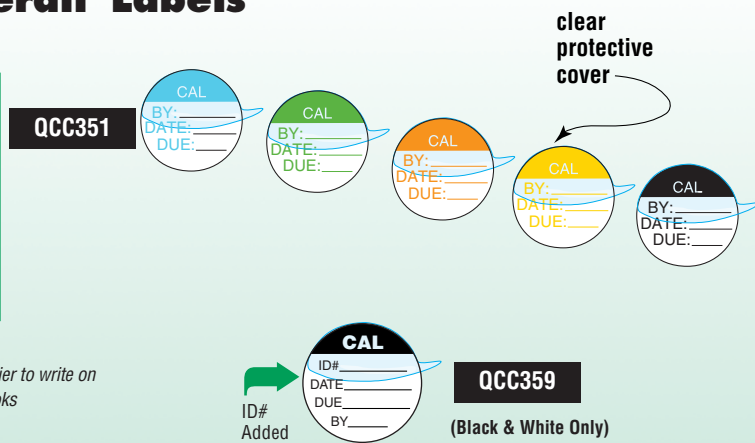 Labels
clear
protective
cover
QCC351
CAL
BY:
DATE:
DUE:
CAL
BY:
DATE:
DUE:
CAL
BY:
DATE:
DUE:
CAL
BY:
DATE:
DUE:
CAL
BY:
DATE:
DUE:
to write on
ID#
Added
CAL
ID#
DATE
DUE
BY
QCC359
(Black & White Only)